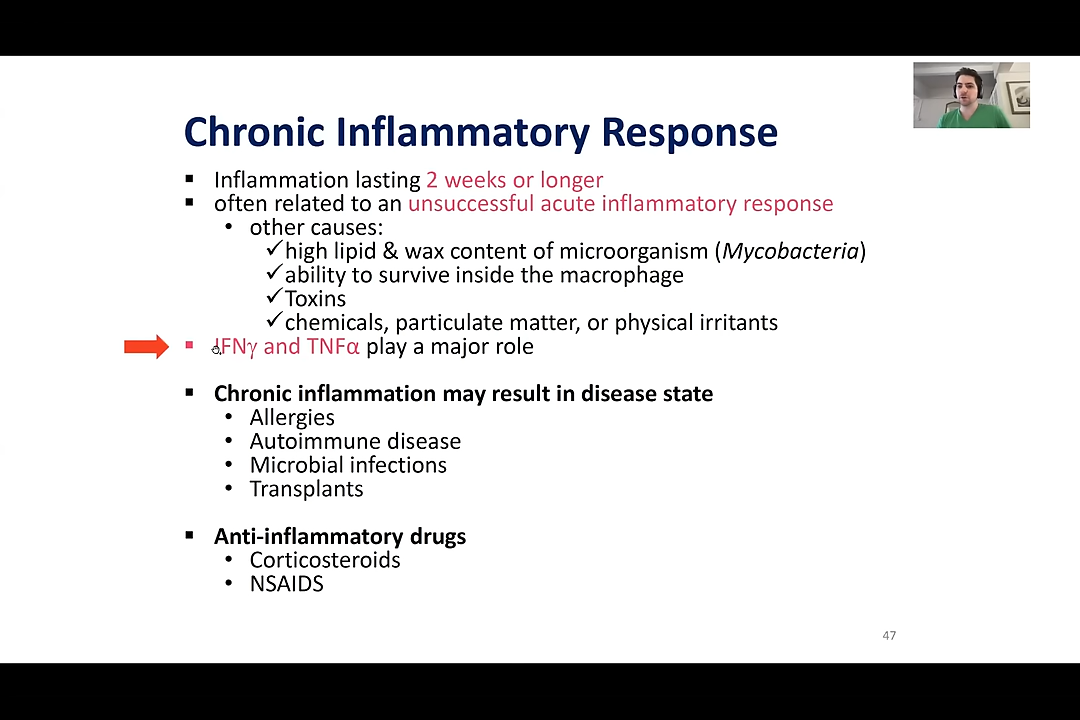 Chronic Inflammatory Response
▪ Inflammation lasting 2 weeks or longer
▪ often related to an unsuccessful acute inflammatory response
• other causes:
✓high lipid & wax content of microorganism (Mycobacteria)
✓ability to survive inside the macrophage
✓Toxins
✓chemicals, particulate matter, or physical irritants
▪ IFNγ and TNFα play a major role
▪ Chronic inflammation may result in disease state
• Allergies
• Autoimmune disease
• Microbial infections
• Transplants
▪ Anti-inflammatory drugs
• Corticosteroids
• NSAIDS
47